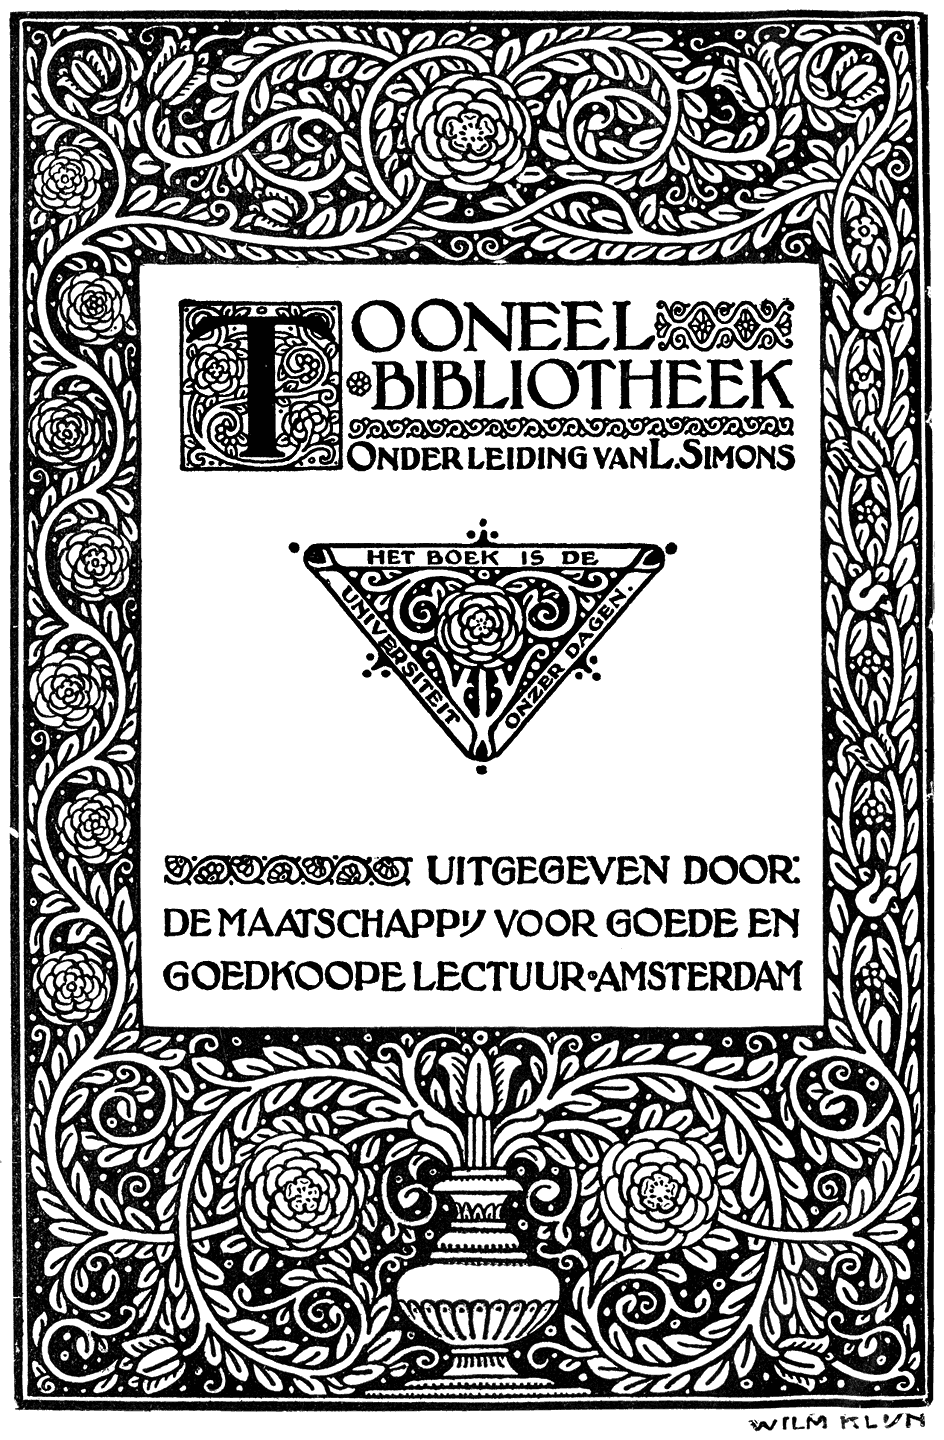 TOONEEL
BIBLIOTHEEK
ONDER LEIDING VAN L. SIMONS
HET BOEK IS DE
UNIVERSITEIT
ONZER DAGEN.
UITGEGEVEN DOOR:
DE MAATSCHAPPIJ VOOR GOEDE EN
GOEDKOOPE LECTUUR·AMSTERDAM
WILM KLIJN